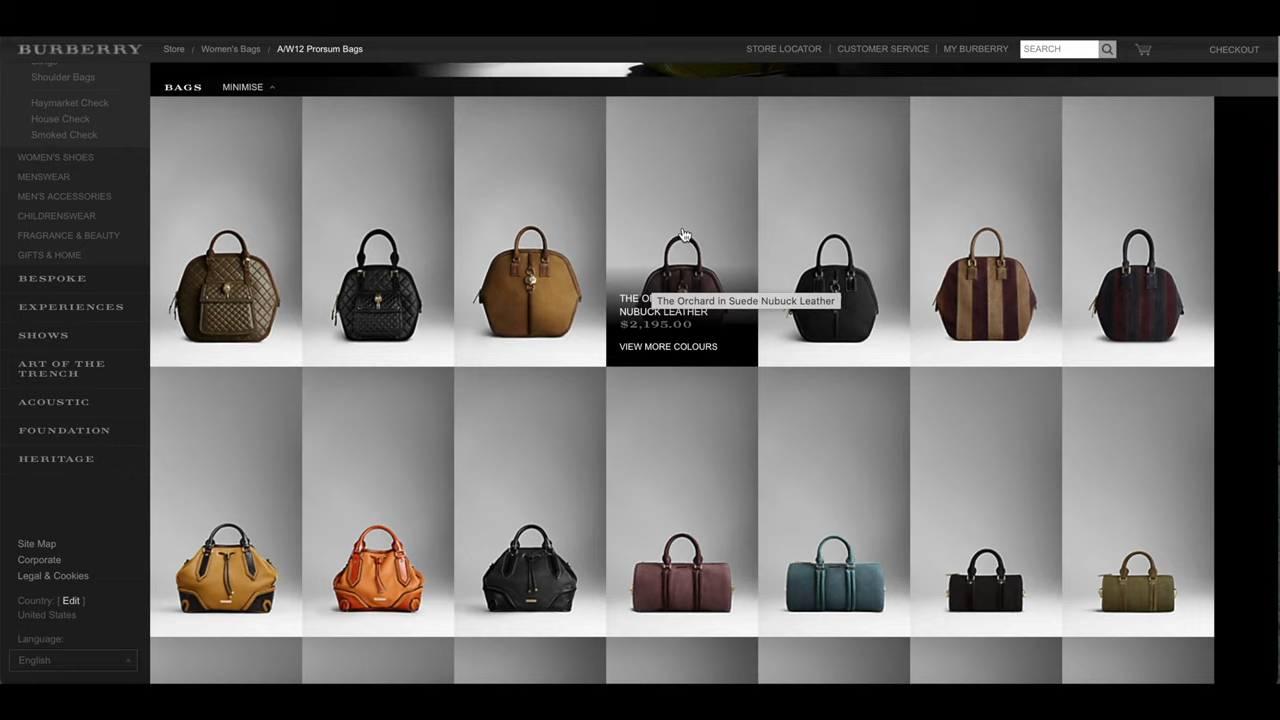 BURBERRY
Store / Women's Bags / A/W12 Prorsum Bags
STORE LOCATOR | CUSTOMER SERVICE | MY BURBERRY
SEARCH
CHECKOUT
Shoulder Bags
Haymarket Check
House Check
Smoked Check
WOMEN'S SHOES
MENSWEAR
MEN'S ACCESSORIES
CHILDRENSWEAR
FRAGRANCE & BEAUTY
GIFTS & HOME
BESPOKE
EXPERIENCES
SHOWS
ART OF THE
TRENCH
ACOUSTIC
FOUNDATION
HERITAGE
Site Map
Corporate
Legal & Cookies
Country: [ Edit ]
United States
Language:
English
BAGS MINIMISE
THE O
The Orchard in Suede Nubuck Leather
NUBUCK LEATHER
$2,195.00
VIEW MORE COLOURS